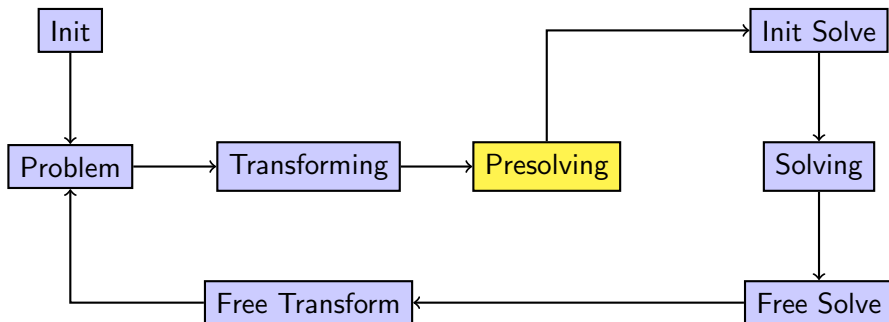 Init
Init Solve
Problem
Transforming
Presolving
Solving
Free Transform
Free Solve